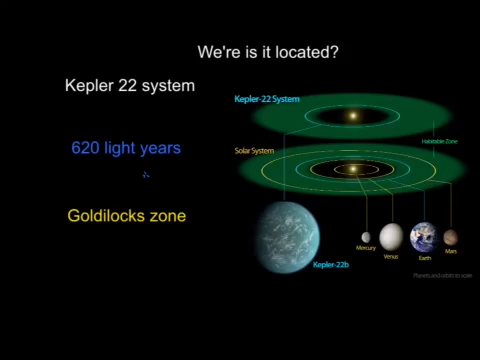 We're is it located?
Kepler 22 system
Kepler-22 System
Habitable Zone
620 light years
Solar System
Goldilocks zone
Mercury
Venus
Earth
Mars
Kepler-22b
Planets and orbits to scale